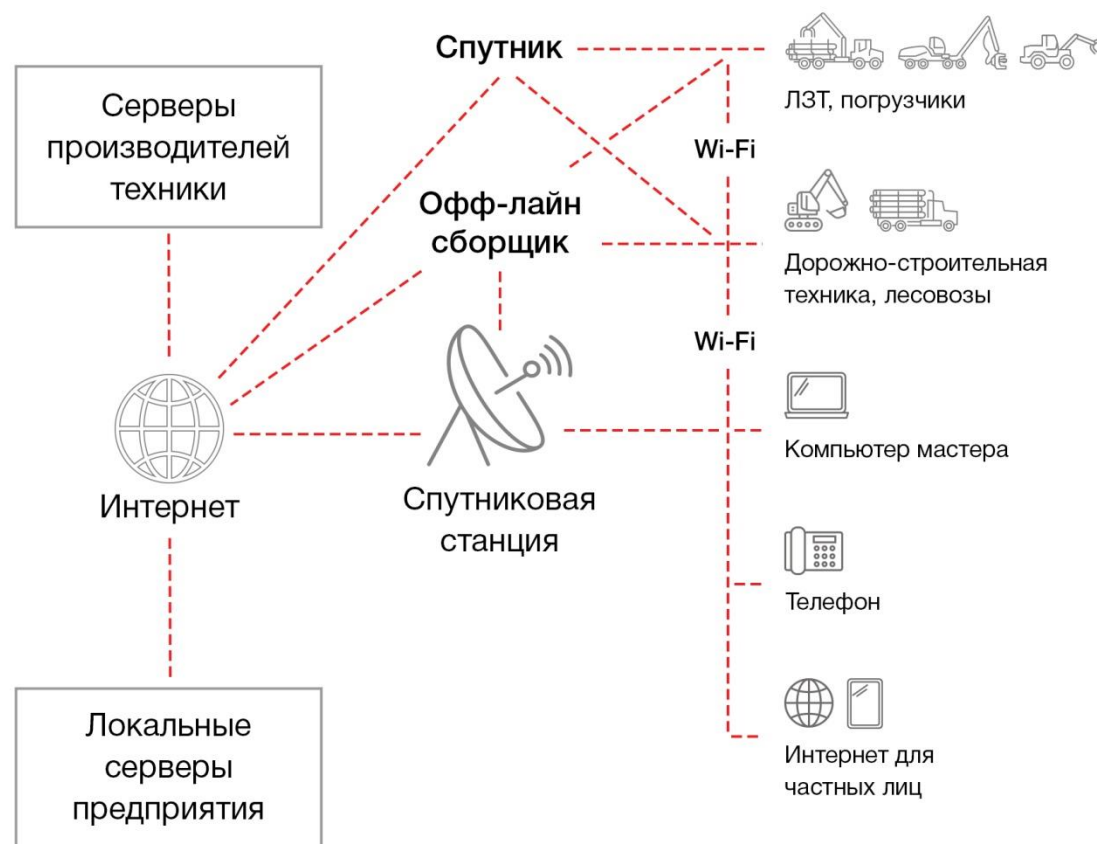 Спутник
Серверы
производителей
техники
ЛЗТ, погрузчики
Wi-Fi
Офф-лайн
сборщик
Дорожно-строительная
техника, лесовозы
Wi-Fi
Компьютер мастера
Интернет
Спутниковая
станция
Телефон
Локальные
серверы
предприятия
Интернет для
частных лиц